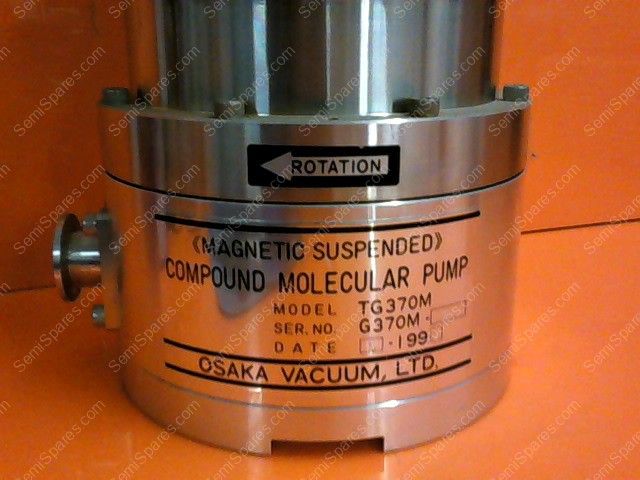 ROTATION
《MAGNETIC SUSPENDED》
COMPOUND MOLECULAR PUMP
MODEL TG370M
SER.NO. G370M-
DATE -199
OSAKA VACUUM, LTD.
SemiSpares.com